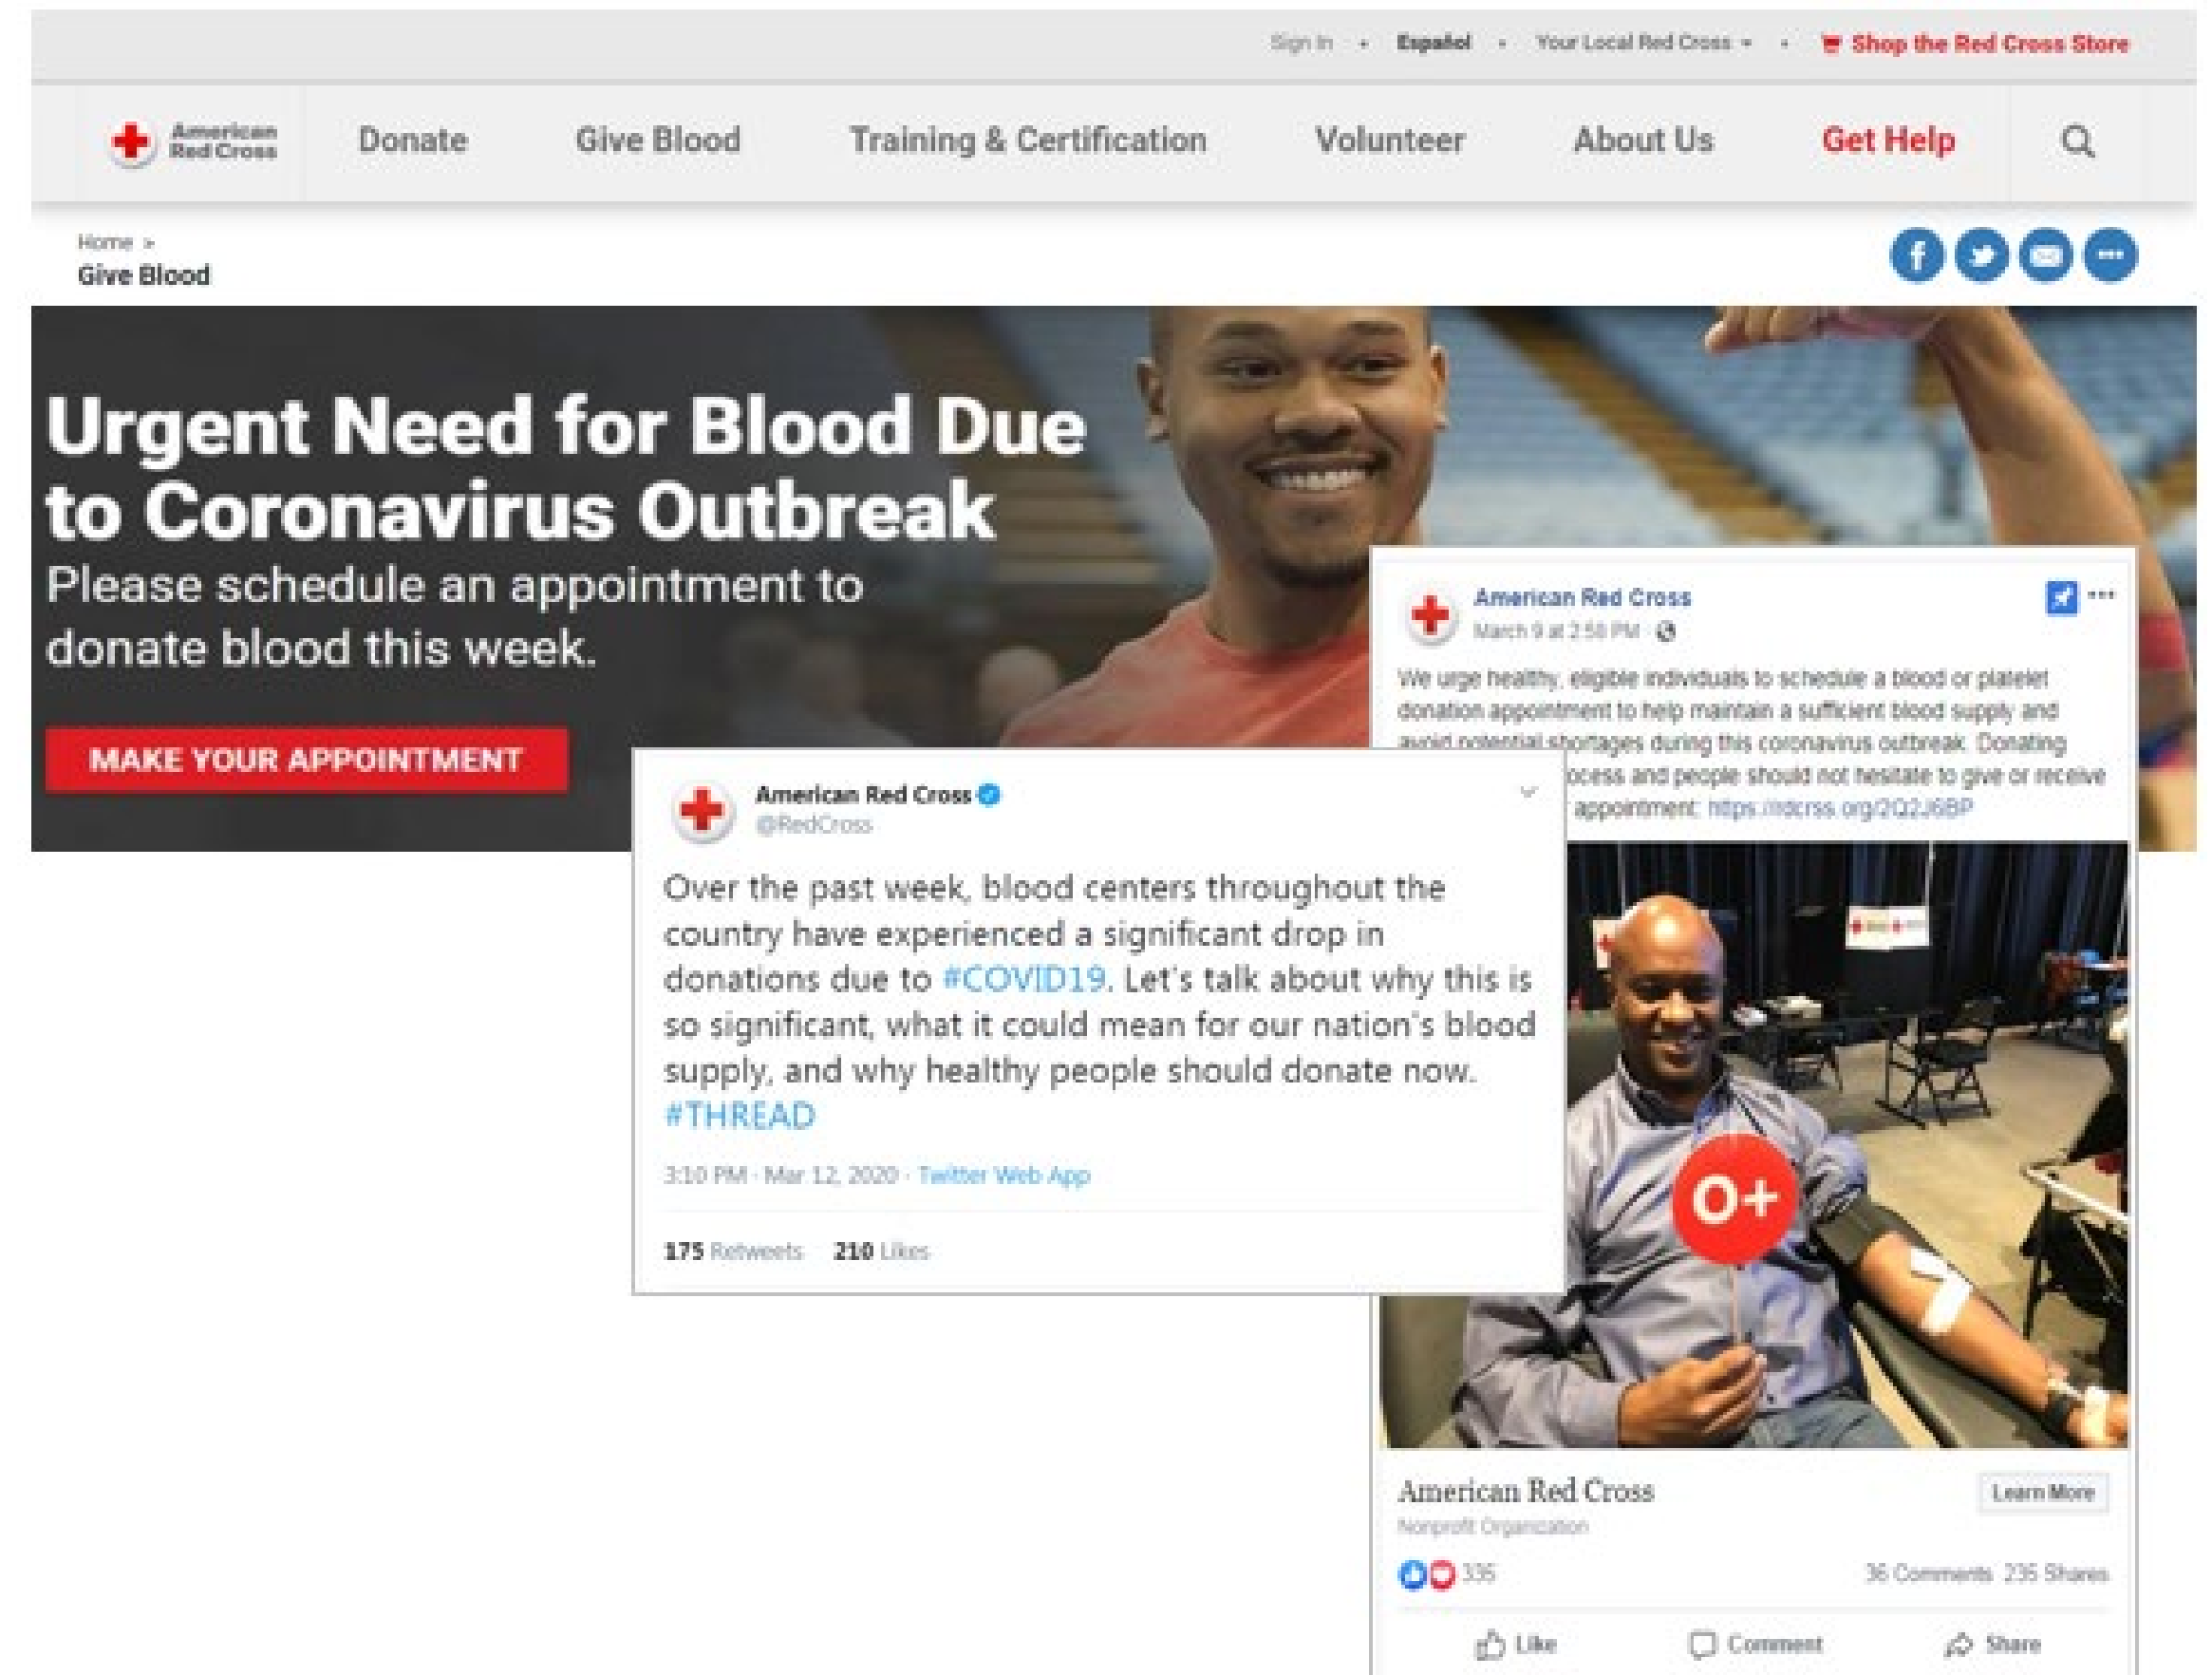 Sign In • Español • Your Local Red Cross • Shop the Red Cross Store
American
Red Cross
Donate Give Blood Training & Certification Volunteer About Us Get Help
Home >
Give Blood
Urgent Need for Blood Due
to Coronavirus Outbreak
Please schedule an appointment to
donate blood this week.
MAKE YOUR APPOINTMENT
American Red Cross
March 9 at 2:58 PM
We urge healthy, eligible individuals to schedule a blood or platelet
donation appointment to help maintain a sufficient blood supply and
avoid potential shortages during this coronavirus outbreak. Donating
ocess and people should not hesitate to give or receive
appointment: https://rdcrss.org/2Q2J6BP
American Red Cross
@RedCross
Over the past week, blood centers throughout the
country have experienced a significant drop in
donations due to #COVID19. Let's talk about why this is
so significant, what it could mean for our nation's blood
supply, and why healthy people should donate now.
#THREAD
3:10 PM · Mar 12, 2020 · Twitter Web App
175 Retweets 210 Likes
O+
American Red Cross
Learn More
Nonprofit Organization
335
36 Comments 235 Shares
Like Comment Share